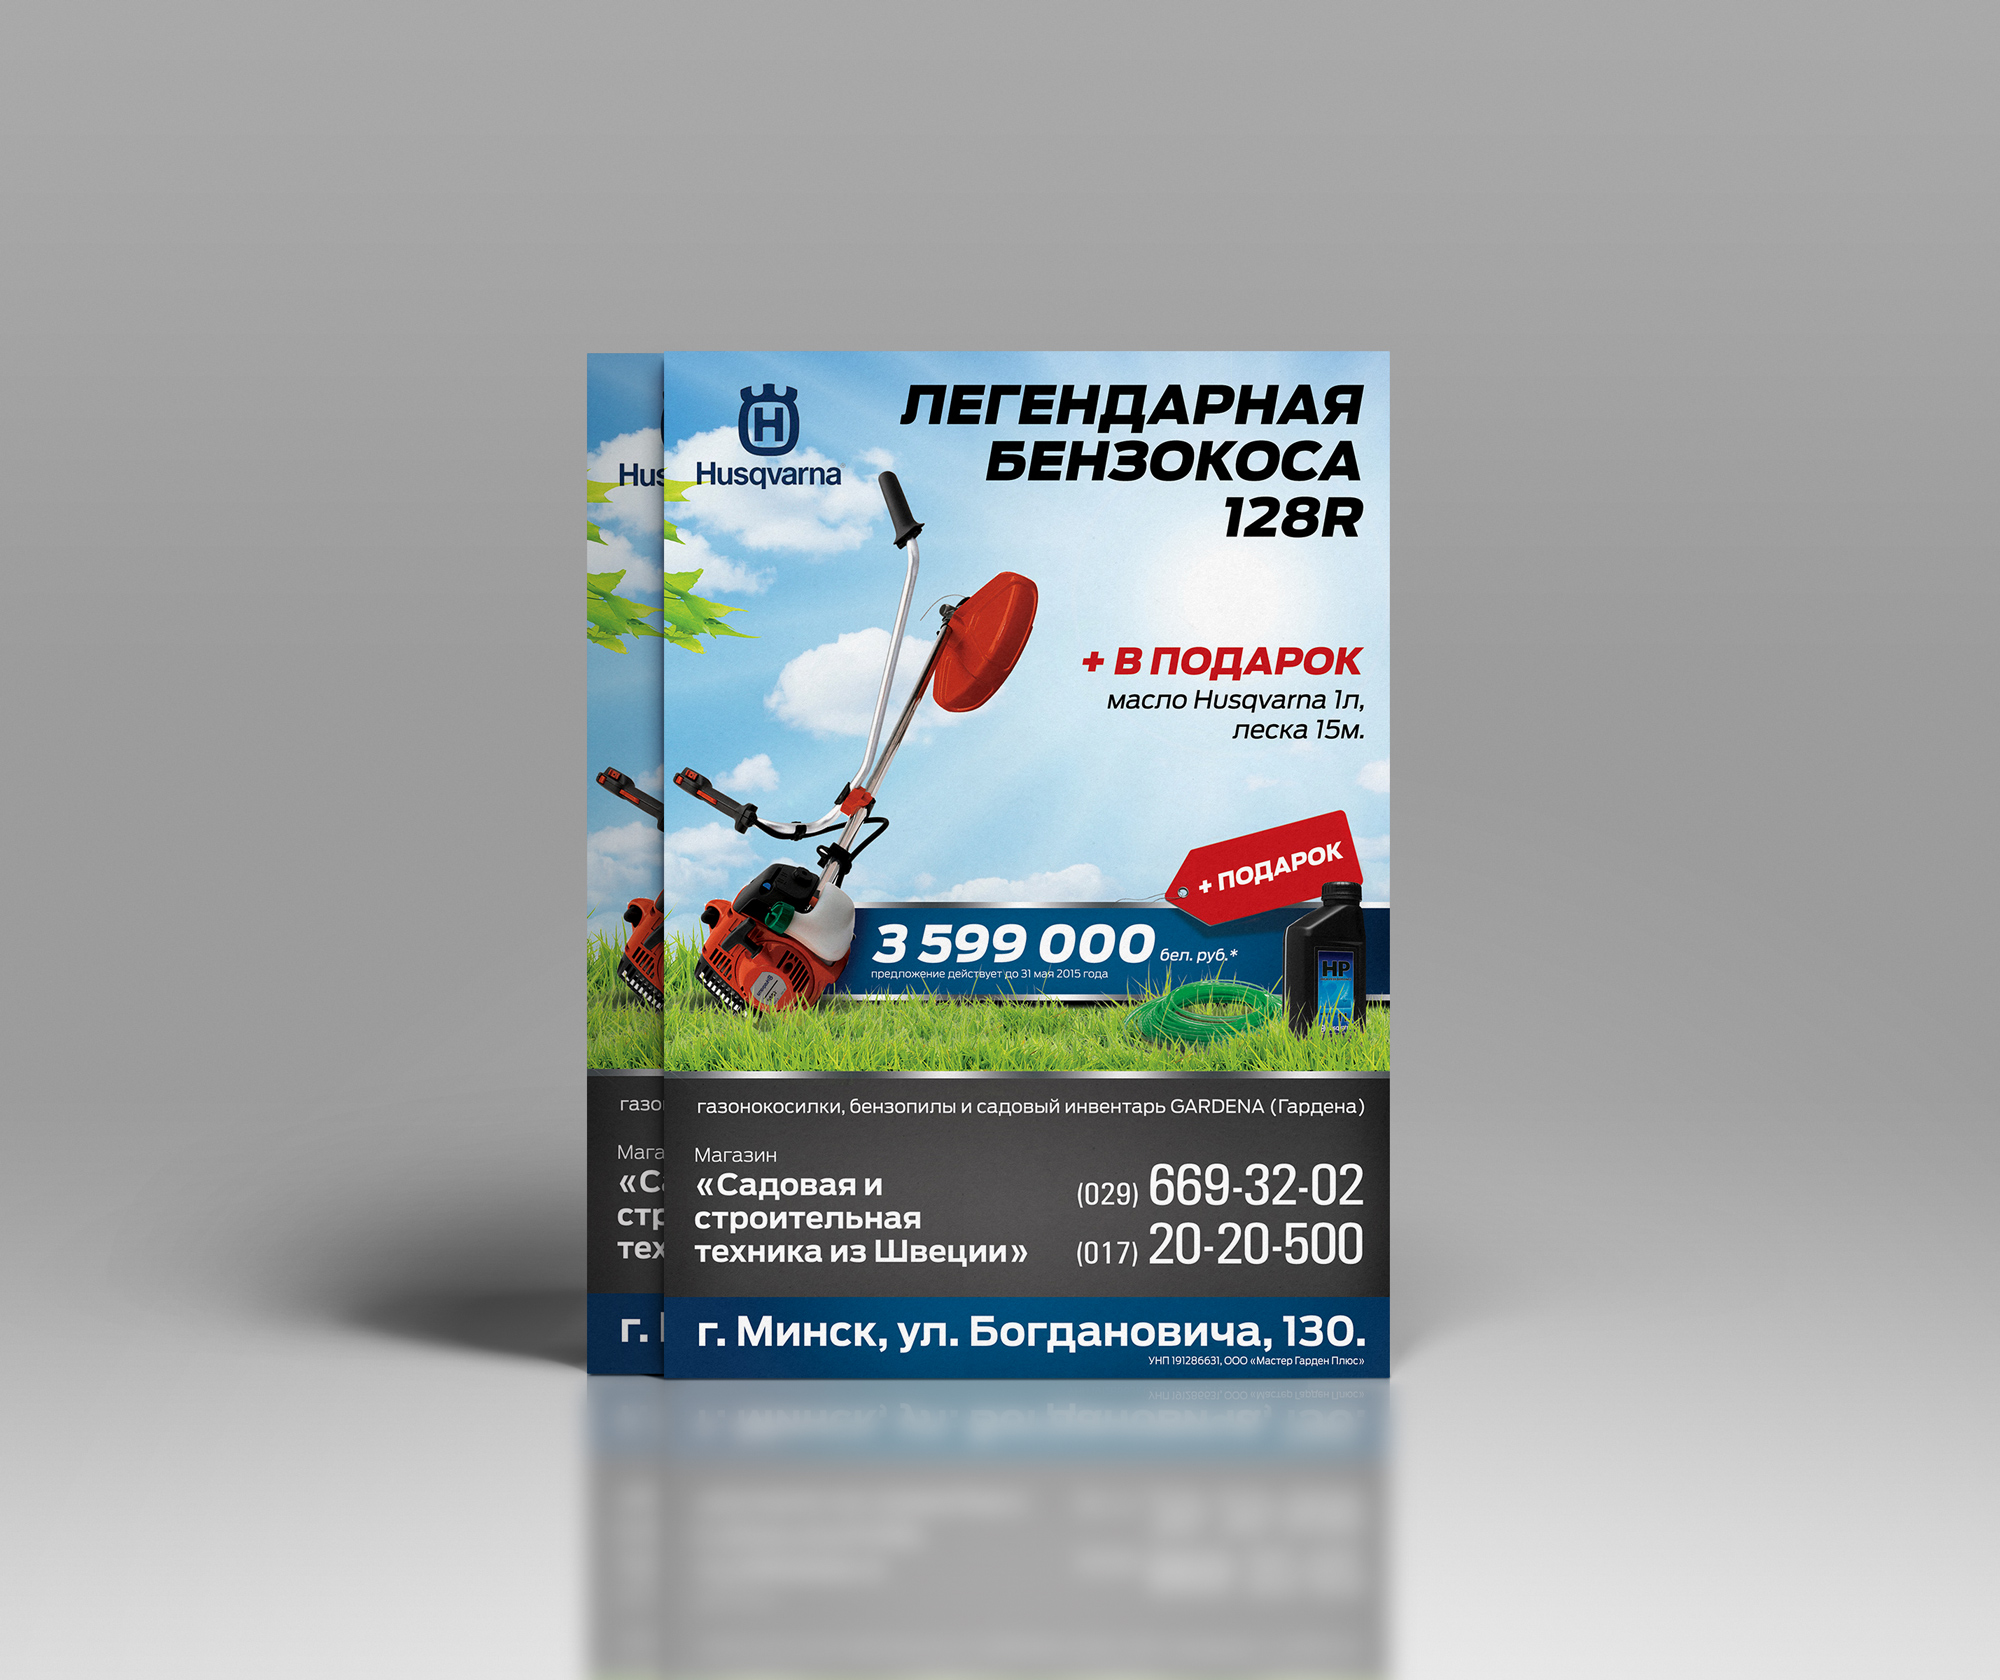 Husqvarna
ЛЕГЕНДАРНАЯ
БЕНЗОКОСА
128R
+ В ПОДАРОК
масло Husqvarna 1л,
леска 15м.
+ ПОДАРОК
3 599 000 бел. руб.*
предложение действует до 31 мая 2015 года
HP
газонокосилки, бензопилы и садовый инвентарь GARDENA (Гардена)
Магазин
«Садовая и
строительная
техника из Швеции»
(029) 669-32-02
(017) 20-20-500
г. Минск, ул. Богдановича, 130.
УНП 191286631, ООО «Мастер Гарден Плюс»